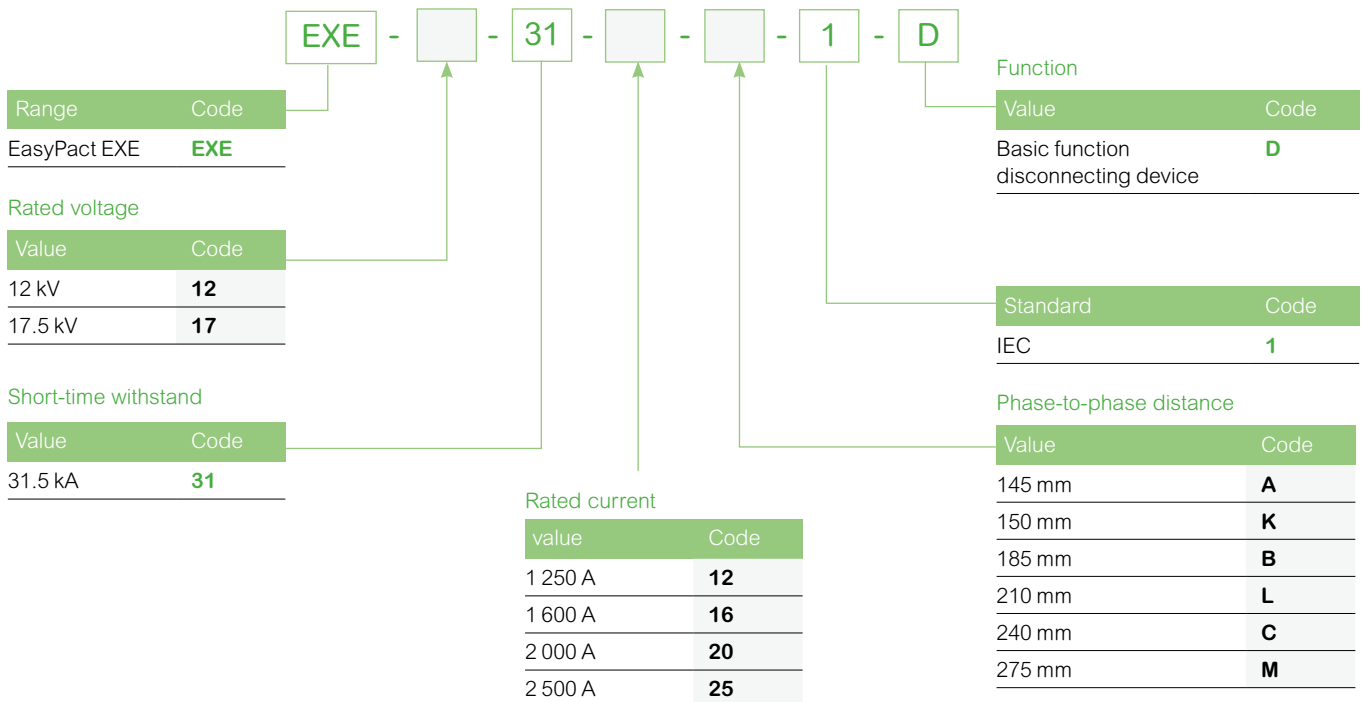 EXE - - 31 - - - 1 - D
Range Code
EasyPact EXE EXE
Rated voltage
Value Code
12 kV 12
17.5 kV 17
Short-time withstand
Value Code
31.5 kA 31
Rated current
value Code
1 250 A 12
1 600 A 16
2 000 A 20
2 500 A 25
Function
Value Code
Basic function D
disconnecting device
Standard Code
IEC 1
Phase-to-phase distance
Value Code
145 mm A
150 mm K
185 mm B
210 mm L
240 mm C
275 mm M